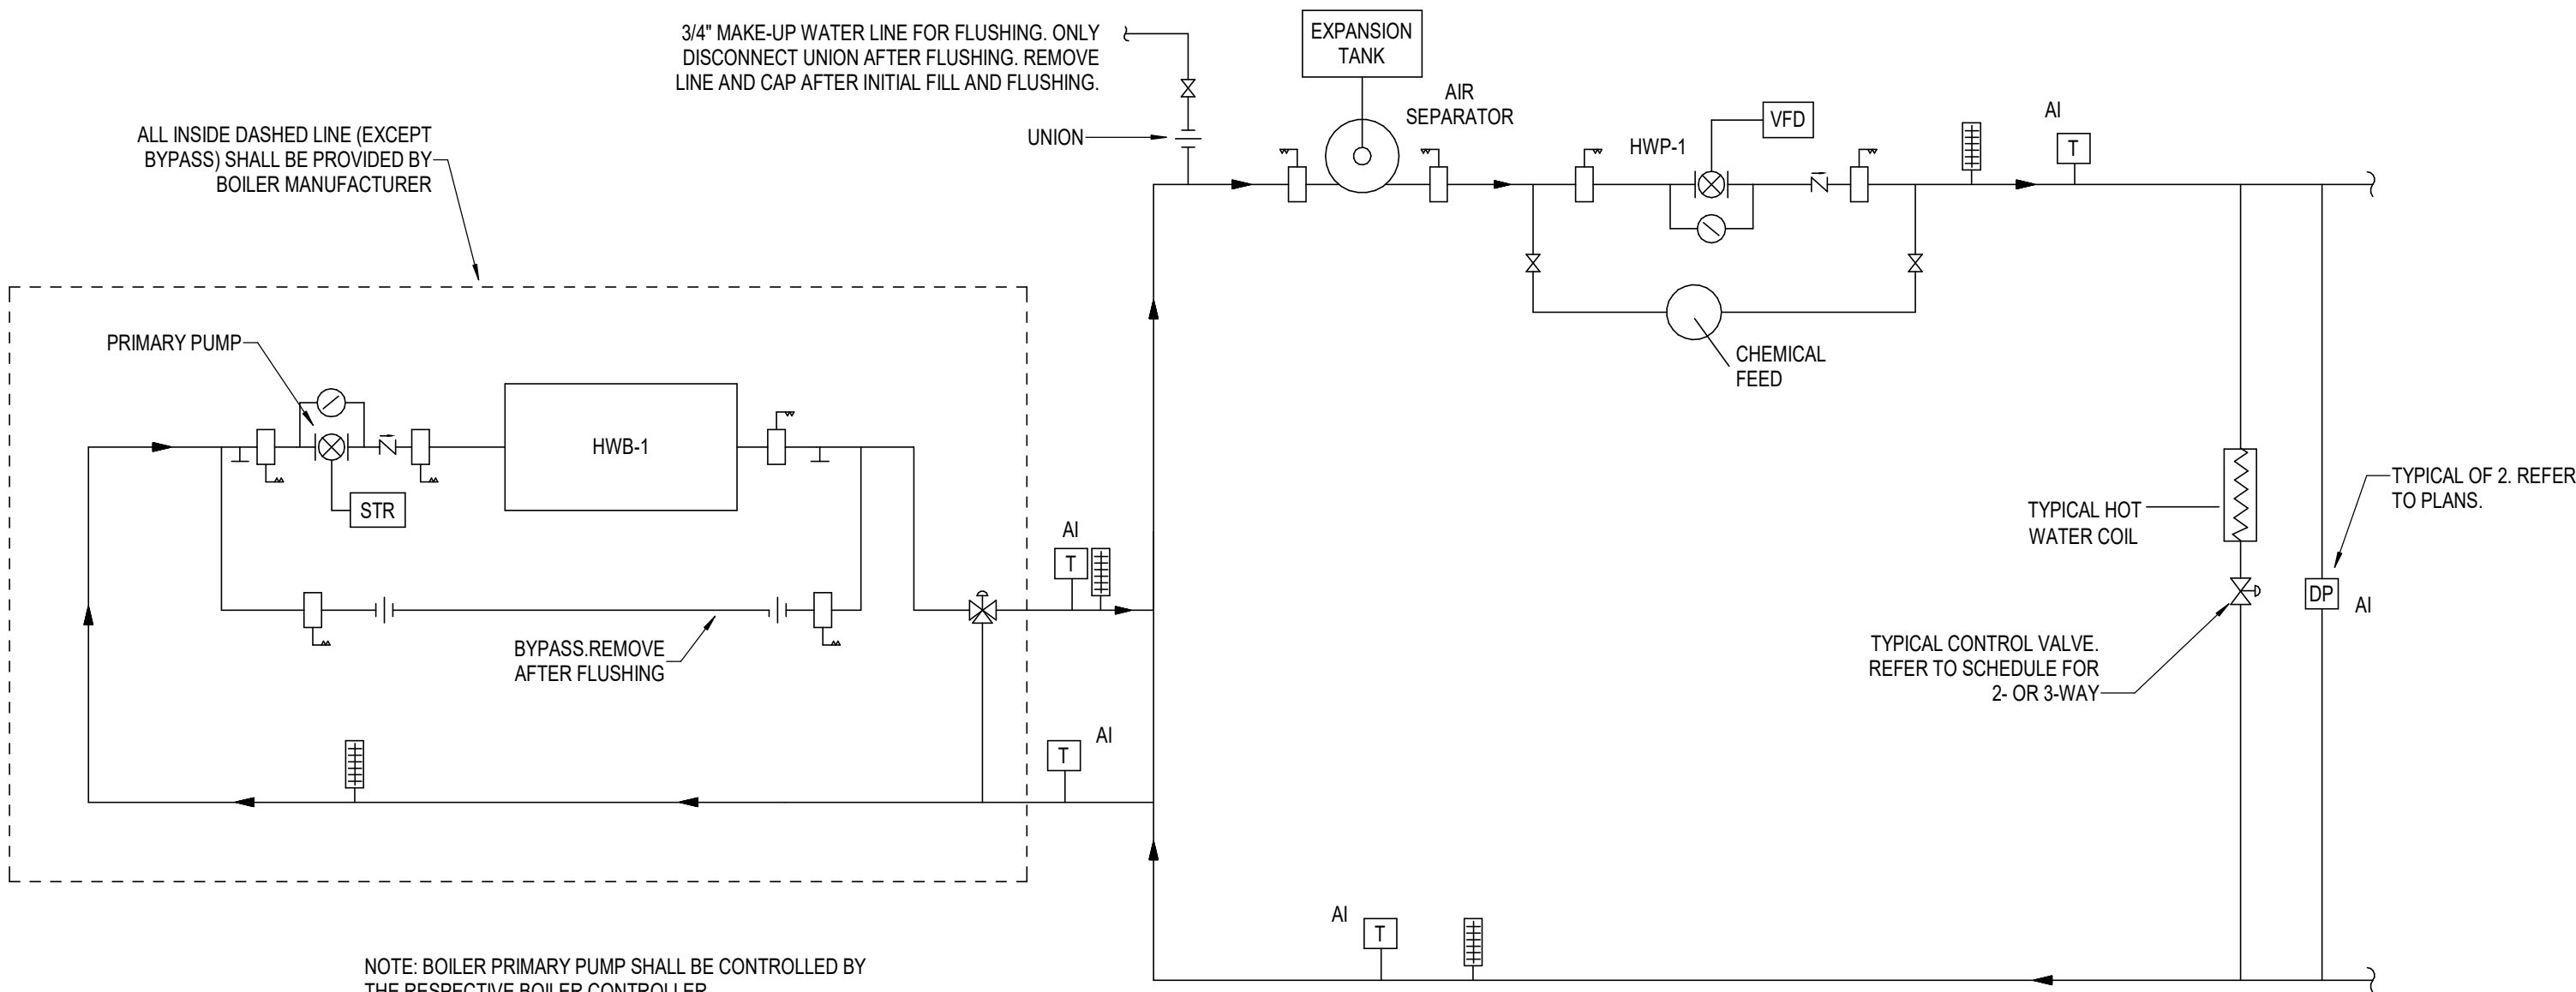 3/4" MAKE-UP WATER LINE FOR FLUSHING. ONLY
DISCONNECT UNION AFTER FLUSHING. REMOVE
LINE AND CAP AFTER INITIAL FILL AND FLUSHING.
EXPANSION
TANK
AIR
SEPARATOR
UNION
HWP-1
VFD
AI
T
ALL INSIDE DASHED LINE (EXCEPT
BYPASS) SHALL BE PROVIDED BY
BOILER MANUFACTURER
CHEMICAL
FEED
PRIMARY PUMP
HWB-1
STR
AI
T
BYPASS.REMOVE
AFTER FLUSHING
AI
T
TYPICAL HOT
WATER COIL
TYPICAL OF 2. REFER
TO PLANS.
DP
AI
TYPICAL CONTROL VALVE.
REFER TO SCHEDULE FOR
2- OR 3-WAY
AI
T
NOTE: BOILER PRIMARY PUMP SHALL BE CONTROLLED BY
THE RESPECTIVE BOILER CONTROLLER